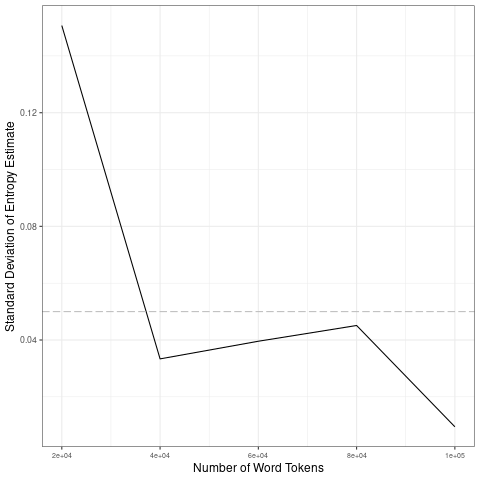 Standard Deviation of Entropy Estimate
0.12
0.08
0.04
2e+04 4e+04 6e+04 8e+04 1e+05
Number of Word Tokens